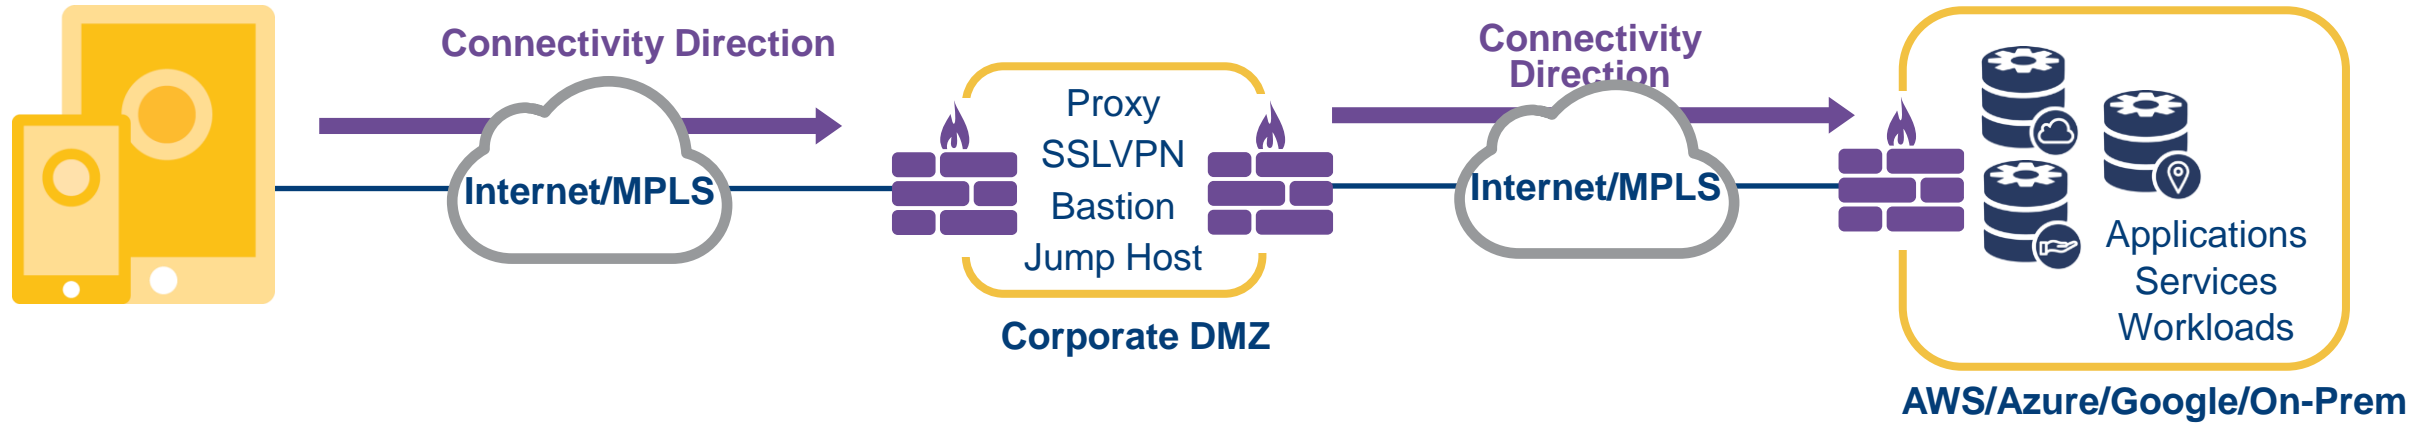 Connectivity Direction
Internet/MPLS
Proxy
SSLVPN
Bastion
Jump Host
Corporate DMZ
Connectivity
Direction
Internet/MPLS
Applications
Services
Workloads
AWS/Azure/Google/On-Prem